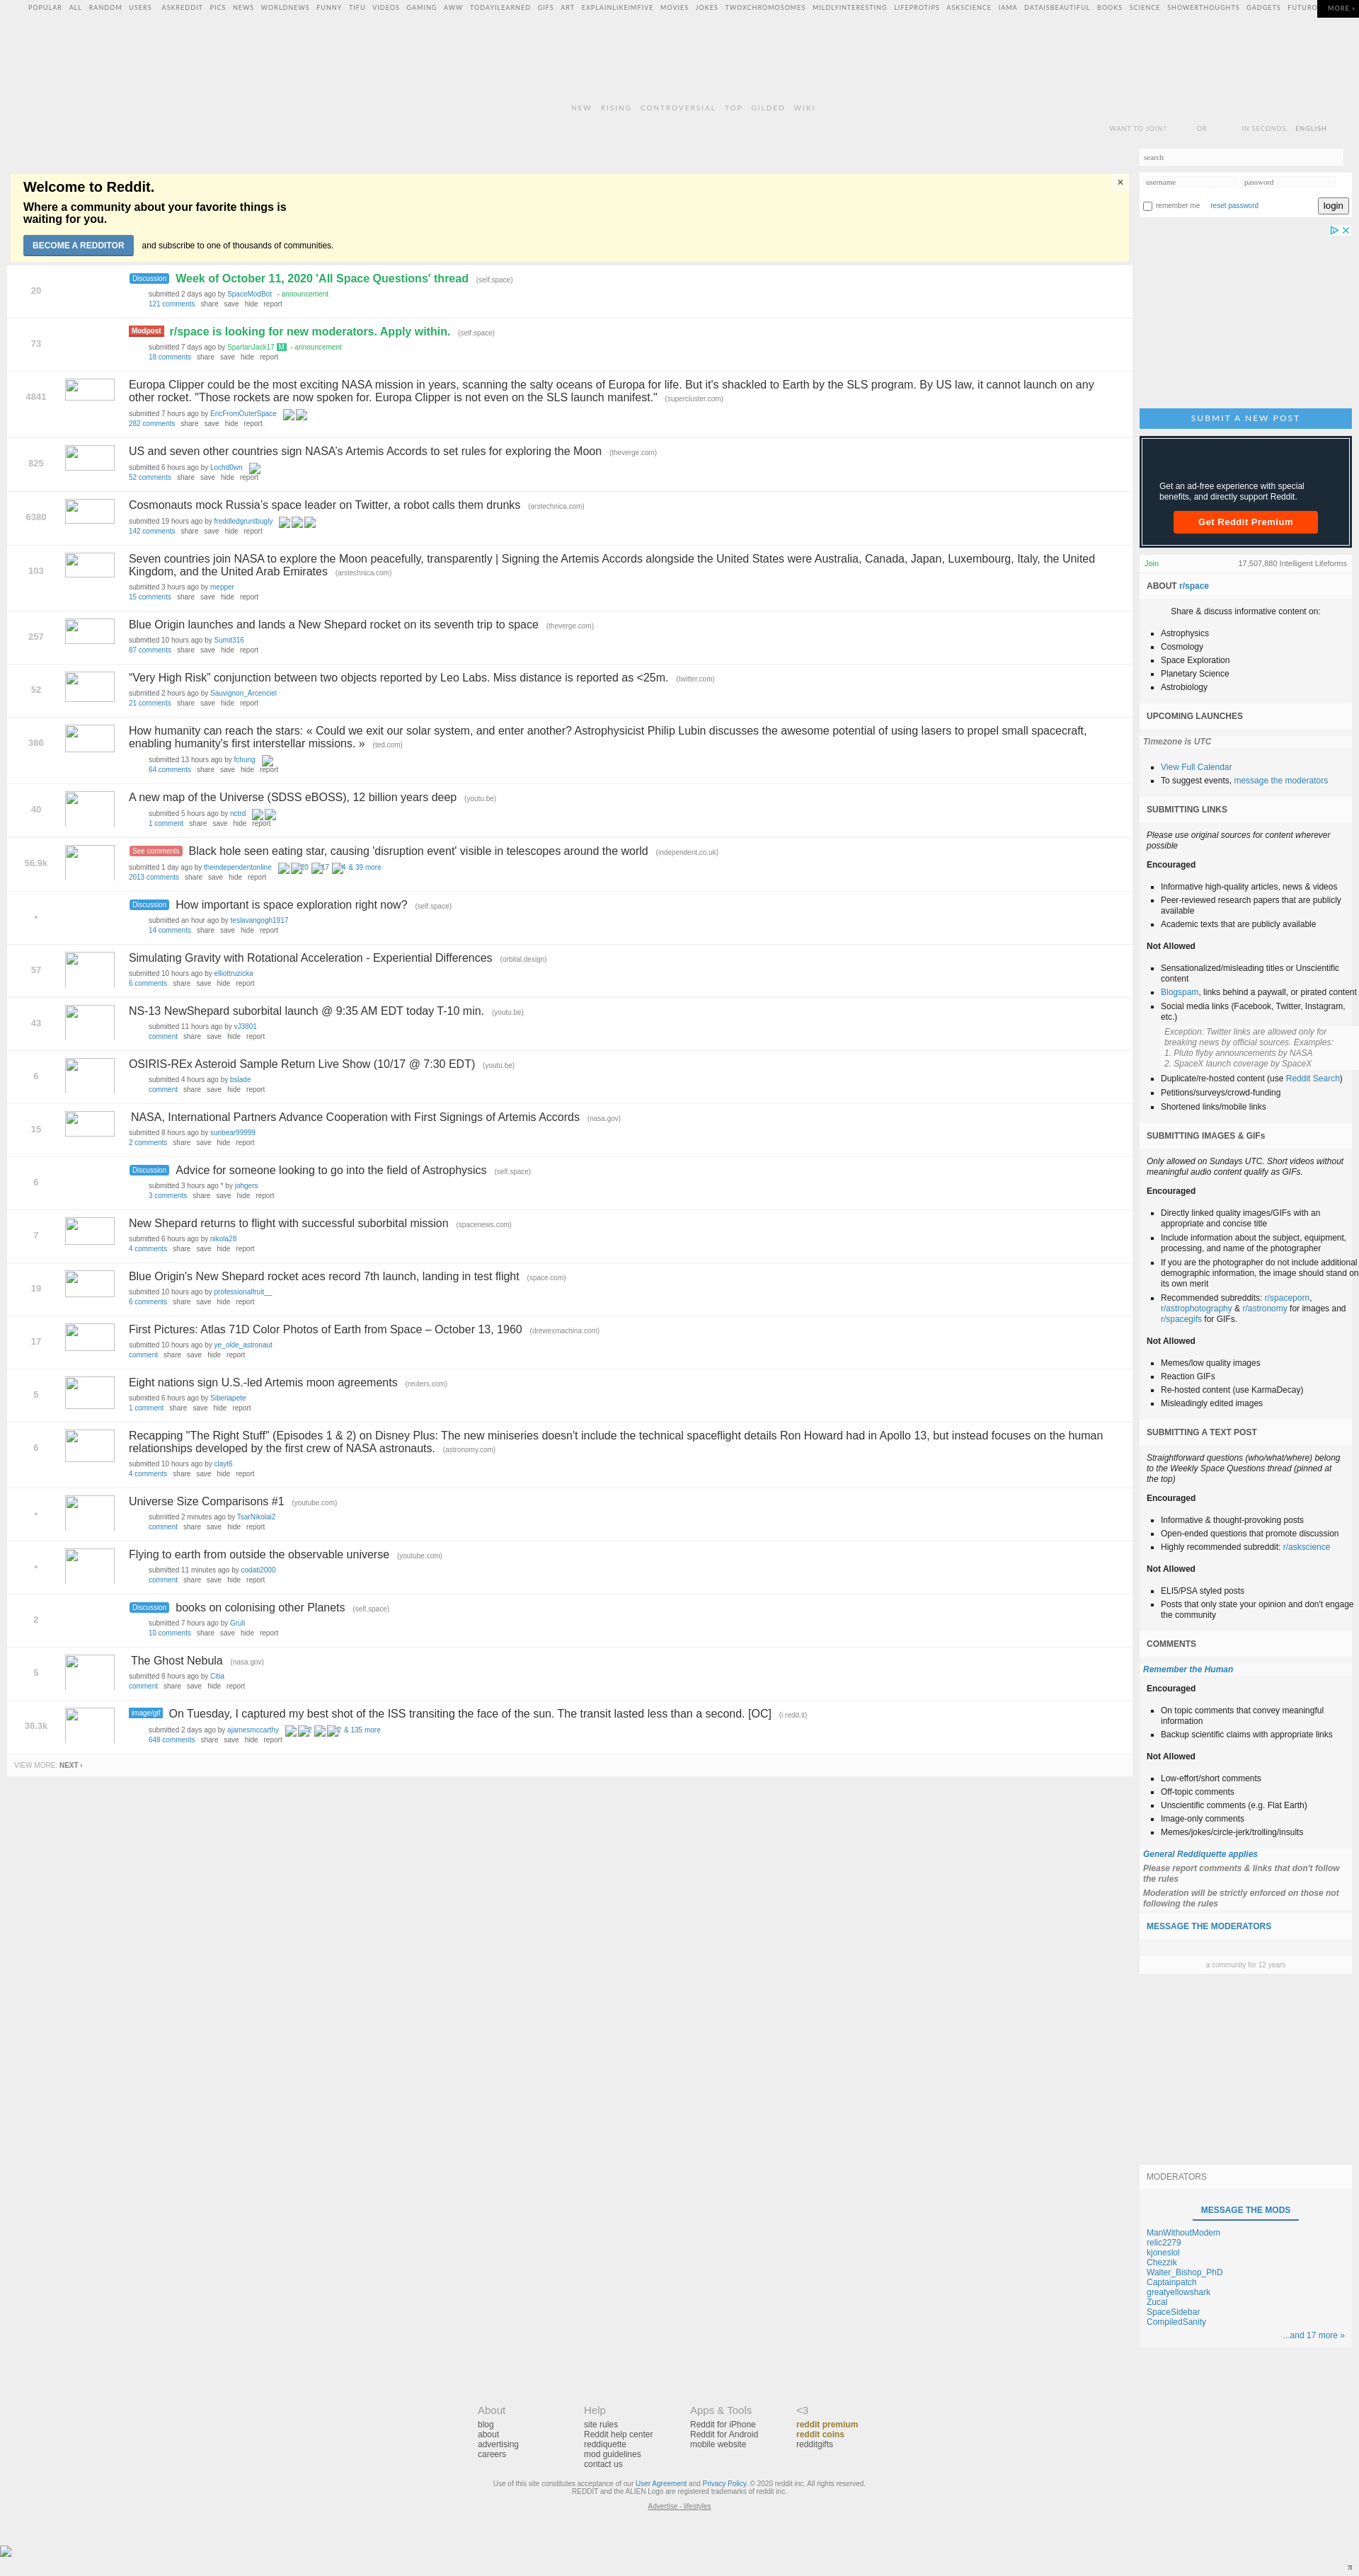 POPULAR ALL RANDOM USERS ASKREDDIT PICS NEWS WORLDNEWS FUNNY TIFU VIDEOS GAMING AWW TODAYILEARNED GIFS ART EXPLAINLIKEIMFIVE MOVIES JOKES TWOXCHROMOSOMES MILDLYINTERESTING LIFEPROTIPS ASKSCIENCE IAMA DATAISBEAUTIFUL BOOKS SCIENCE SHOWERTHOUGHTS GADGETS FUTURO MORE »
NEW RISING CONTROVERSIAL TOP GILDED WIKI
WANT TO JOIN? OR IN SECONDS. ENGLISH
Welcome to Reddit.
Where a community about your favorite things is
waiting for you.
BECOME A REDDITOR and subscribe to one of thousands of communities.
×
20
Discussion Week of October 11, 2020 'All Space Questions' thread (self.space)
submitted 2 days ago by SpaceModBot - announcement
121 comments share save hide report
73
Modpost r/space is looking for new moderators. Apply within. (self.space)
submitted 7 days ago by SpartanJack17 M - announcement
18 comments share save hide report
4841
Europa Clipper could be the most exciting NASA mission in years, scanning the salty oceans of Europa for life. But it's shackled to Earth by the SLS program. By US law, it cannot launch on any
other rocket. "Those rockets are now spoken for. Europa Clipper is not even on the SLS launch manifest." (supercluster.com)
submitted 7 hours ago by EricFromOuterSpace
282 comments share save hide report
825
US and seven other countries sign NASA's Artemis Accords to set rules for exploring the Moon (theverge.com)
submitted 6 hours ago by Lochd0wn
52 comments share save hide report
6380
Cosmonauts mock Russia's space leader on Twitter, a robot calls them drunks (arstechnica.com)
submitted 19 hours ago by freddledgruntbugly
142 comments share save hide report
103
Seven countries join NASA to explore the Moon peacefully, transparently | Signing the Artemis Accords alongside the United States were Australia, Canada, Japan, Luxembourg, Italy, the United
Kingdom, and the United Arab Emirates (arstechnica.com)
submitted 3 hours ago by mepper
15 comments share save hide report
257
Blue Origin launches and lands a New Shepard rocket on its seventh trip to space (theverge.com)
submitted 10 hours ago by Sumit316
87 comments share save hide report
52
“Very High Risk” conjunction between two objects reported by Leo Labs. Miss distance is reported as <25m. (twitter.com)
submitted 2 hours ago by Sauvignon_Arcenciel
21 comments share save hide report
386
How humanity can reach the stars: « Could we exit our solar system, and enter another? Astrophysicist Philip Lubin discusses the awesome potential of using lasers to propel small spacecraft,
enabling humanity's first interstellar missions. » (ted.com)
submitted 13 hours ago by fchung
64 comments share save hide report
40
A new map of the Universe (SDSS eBOSS), 12 billion years deep (youtu.be)
submitted 5 hours ago by nctrd
1 comment share save hide report
56.9k
See comments Black hole seen eating star, causing 'disruption event' visible in telescopes around the world (independent.co.uk)
submitted 1 day ago by theindependentonline 20 17 4 & 39 more
2013 comments share save hide report
•
Discussion How important is space exploration right now? (self.space)
submitted an hour ago by teslavangogh1917
14 comments share save hide report
57
Simulating Gravity with Rotational Acceleration - Experiential Differences (orbital.design)
submitted 10 hours ago by elliottruzicka
6 comments share save hide report
43
NS-13 NewShepard suborbital launch @ 9:35 AM EDT today T-10 min. (youtu.be)
submitted 11 hours ago by vJ3801
comment share save hide report
6
OSIRIS-REx Asteroid Sample Return Live Show (10/17 @ 7:30 EDT) (youtu.be)
submitted 4 hours ago by bslade
comment share save hide report
15
NASA, International Partners Advance Cooperation with First Signings of Artemis Accords (nasa.gov)
submitted 8 hours ago by sunbear99999
2 comments share save hide report
6
Discussion Advice for someone looking to go into the field of Astrophysics (self.space)
submitted 3 hours ago * by johgers
3 comments share save hide report
7
New Shepard returns to flight with successful suborbital mission (spacenews.com)
submitted 6 hours ago by nikola28
4 comments share save hide report
19
Blue Origin's New Shepard rocket aces record 7th launch, landing in test flight (space.com)
submitted 10 hours ago by professionalfruit__
6 comments share save hide report
17
First Pictures: Atlas 71D Color Photos of Earth from Space – October 13, 1960 (drewexmachina.com)
submitted 10 hours ago by ye_olde_astronaut
comment share save hide report
5
Eight nations sign U.S.-led Artemis moon agreements (reuters.com)
submitted 6 hours ago by Siberiapete
1 comment share save hide report
6
Recapping "The Right Stuff" (Episodes 1 & 2) on Disney Plus: The new miniseries doesn't include the technical spaceflight details Ron Howard had in Apollo 13, but instead focuses on the human
relationships developed by the first crew of NASA astronauts. (astronomy.com)
submitted 10 hours ago by clayt6
4 comments share save hide report
•
Universe Size Comparisons #1 (youtube.com)
submitted 2 minutes ago by TsarNikolai2
comment share save hide report
•
Flying to earth from outside the observable universe (youtube.com)
submitted 11 minutes ago by codati2000
comment share save hide report
2
Discussion books on colonising other Planets (self.space)
submitted 7 hours ago by Gruli
10 comments share save hide report
5
The Ghost Nebula (nasa.gov)
submitted 8 hours ago by Citia
comment share save hide report
38.3k
image/gif On Tuesday, I captured my best shot of the ISS transiting the face of the sun. The transit lasted less than a second. [OC] (i.redd.it)
submitted 2 days ago by ajamesmccarthy 2 2 & 135 more
648 comments share save hide report
VIEW MORE: NEXT ›
search
username password
remember me reset password login
SUBMIT A NEW POST
Get an ad-free experience with special
benefits, and directly support Reddit.
Get Reddit Premium
Join 17,507,880 Intelligent Lifeforms
ABOUT r/space
Share & discuss informative content on:
Astrophysics
Cosmology
Space Exploration
Planetary Science
Astrobiology
UPCOMING LAUNCHES
Timezone is UTC
View Full Calendar
To suggest events, message the moderators
SUBMITTING LINKS
Please use original sources for content wherever
possible
Encouraged
Informative high-quality articles, news & videos
Peer-reviewed research papers that are publicly
available
Academic texts that are publicly available
Not Allowed
Sensationalized/misleading titles or Unscientific
content
Blogspam, links behind a paywall, or pirated content
Social media links (Facebook, Twitter, Instagram,
etc.)
Exception: Twitter links are allowed only for
breaking news by official sources. Examples:
1. Pluto flyby announcements by NASA
2. SpaceX launch coverage by SpaceX
Duplicate/re-hosted content (use Reddit Search)
Petitions/surveys/crowd-funding
Shortened links/mobile links
SUBMITTING IMAGES & GIFs
Only allowed on Sundays UTC. Short videos without
meaningful audio content qualify as GIFs.
Encouraged
Directly linked quality images/GIFs with an
appropriate and concise title
Include information about the subject, equipment,
processing, and name of the photographer
If you are the photographer do not include additional
demographic information, the image should stand on
its own merit
Recommended subreddits: r/spaceporn,
r/astrophotography & r/astronomy for images and
r/spacegifs for GIFs.
Not Allowed
Memes/low quality images
Reaction GIFs
Re-hosted content (use KarmaDecay)
Misleadingly edited images
SUBMITTING A TEXT POST
Straightforward questions (who/what/where) belong
to the Weekly Space Questions thread (pinned at
the top)
Encouraged
Informative & thought-provoking posts
Open-ended questions that promote discussion
Highly recommended subreddit: r/askscience
Not Allowed
ELI5/PSA styled posts
Posts that only state your opinion and don't engage
the community
COMMENTS
Remember the Human
Encouraged
On topic comments that convey meaningful
information
Backup scientific claims with appropriate links
Not Allowed
Low-effort/short comments
Off-topic comments
Unscientific comments (e.g. Flat Earth)
Image-only comments
Memes/jokes/circle-jerk/trolling/insults
General Reddiquette applies
Please report comments & links that don't follow
the rules
Moderation will be strictly enforced on those not
following the rules
MESSAGE THE MODERATORS
a community for 12 years
MODERATORS
MESSAGE THE MODS
ManWithoutModem
relic2279
kjoneslol
Chezzik
Walter_Bishop_PhD
Captainpatch
greatyellowshark
Zucal
SpaceSidebar
CompiledSanity
...and 17 more »
About
blog
about
advertising
careers
Help
site rules
Reddit help center
reddiquette
mod guidelines
contact us
Apps & Tools
Reddit for iPhone
Reddit for Android
mobile website
<3
reddit premium
reddit coins
redditgifts
Use of this site constitutes acceptance of our User Agreement and Privacy Policy. © 2020 reddit inc. All rights reserved.
REDDIT and the ALIEN Logo are registered trademarks of reddit inc.
Advertise - lifestyles
π